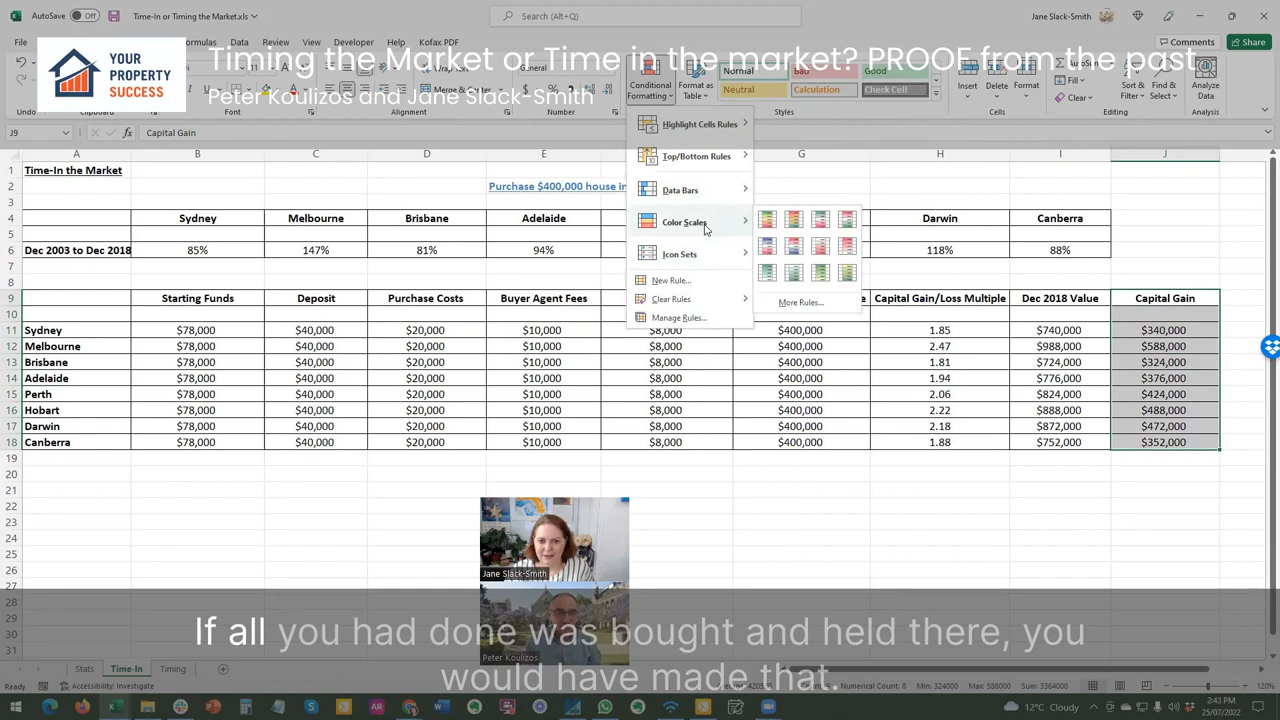 AutoSave Off Time-In or Timing the Market.xls Search (Alt+Q) Jane Slack-Smith
Formulas Data Review View Help Kofax PDF Comments Share
YOUR
PROPERTY
SUCCESS
Timing the Market or Time in the market? PROOF from the past
Peter Koulizos and Jane Slack-Smith
Wrap Text General
Merge & Center
Conditional
Formatting
Format as
Table
Normal Bad Good
Neutral Calculation Check Cell
Insert Delete Format
Fill
Clear
Sort &
Filter
Find &
Select
Analyze
Data
Undo Clipboard Font Alignment Number Styles Cells Editing Analysis
J9 fx Capital Gain
A B C D E G H I J
1 Time-In the Market
2 Purchase $400,000 house in
3
4 Sydney Melbourne Brisbane Adelaide Darwin Canberra
5
6 Dec 2003 to Dec 2018 85% 147% 81% 94% 118% 88%
7
8
9 Starting Funds Deposit Purchase Costs Buyer Agent Fees Capital Gain/Loss Multiple Dec 2018 Value Capital Gain
10
11 Sydney $78,000 $40,000 $20,000 $10,000 $8,000 $400,000 1.85 $740,000 $340,000
12 Melbourne $78,000 $40,000 $20,000 $10,000 $8,000 $400,000 2.47 $988,000 $588,000
13 Brisbane $78,000 $40,000 $20,000 $10,000 $8,000 $400,000 1.81 $724,000 $324,000
14 Adelaide $78,000 $40,000 $20,000 $10,000 $8,000 $400,000 1.94 $776,000 $376,000
15 Perth $78,000 $40,000 $20,000 $10,000 $8,000 $400,000 2.06 $824,000 $424,000
16 Hobart $78,000 $40,000 $20,000 $10,000 $8,000 $400,000 2.22 $888,000 $488,000
17 Darwin $78,000 $40,000 $20,000 $10,000 $8,000 $400,000 2.18 $872,000 $472,000
18 Canberra $78,000 $40,000 $20,000 $10,000 $8,000 $400,000 1.88 $752,000 $352,000
19
20
21
22
23
24
25
26
27
28
29
30
31
Highlight Cells Rules
Top/Bottom Rules
Data Bars
Color Scales
Icon Sets
New Rule...
Clear Rules
Manage Rules...
More Rules...
Jane Slack-Smith
Peter Koulizos
If all you had done was bought and held there, you
would have made that.
Stats Time-In Timing
Ready Accessibility: Investigate Numerical Count: 8 Min: 324000 Max: 588000 Sum: 3364000 120%
12°C Cloudy 2:43 PM
25/07/2022